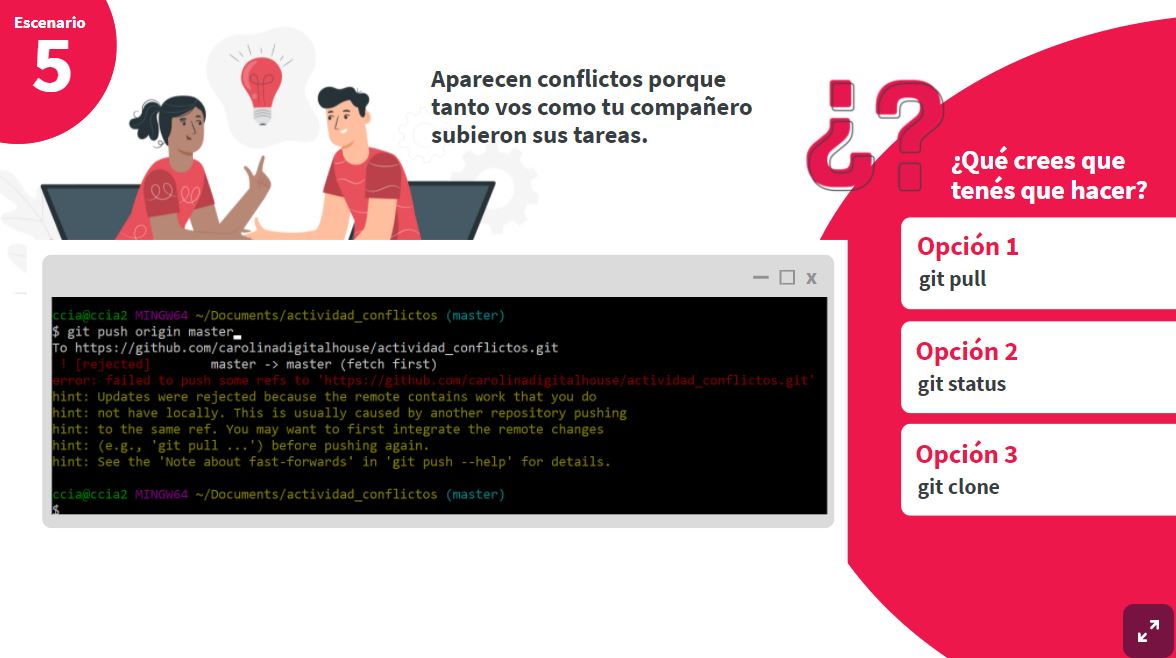 Escenario
5
Aparecen conflictos porque
tanto vos como tu compañero
subieron sus tareas.
¿?
¿Qué crees que
tenés que hacer?
Opción 1
git pull
Opción 2
git status
Opción 3
git clone
x
ccia@ccia2 MINGW64 ~/Documents/actividad_conflictos (master)
$ git push origin master
To https://github.com/carolinadigitalhouse/actividad_conflictos.git
! [rejected]        master -> master (fetch first)
error: failed to push some refs to 'https://github.com/carolinadigitalhouse/actividad_conflictos.git'
hint: Updates were rejected because the remote contains work that you do
hint: not have locally. This is usually caused by another repository pushing
hint: to the same ref. You may want to first integrate the remote changes
hint: (e.g., 'git pull ...') before pushing again.
hint: See the 'Note about fast-forwards' in 'git push --help' for details.
ccia@ccia2 MINGW64 ~/Documents/actividad_conflictos (master)
$